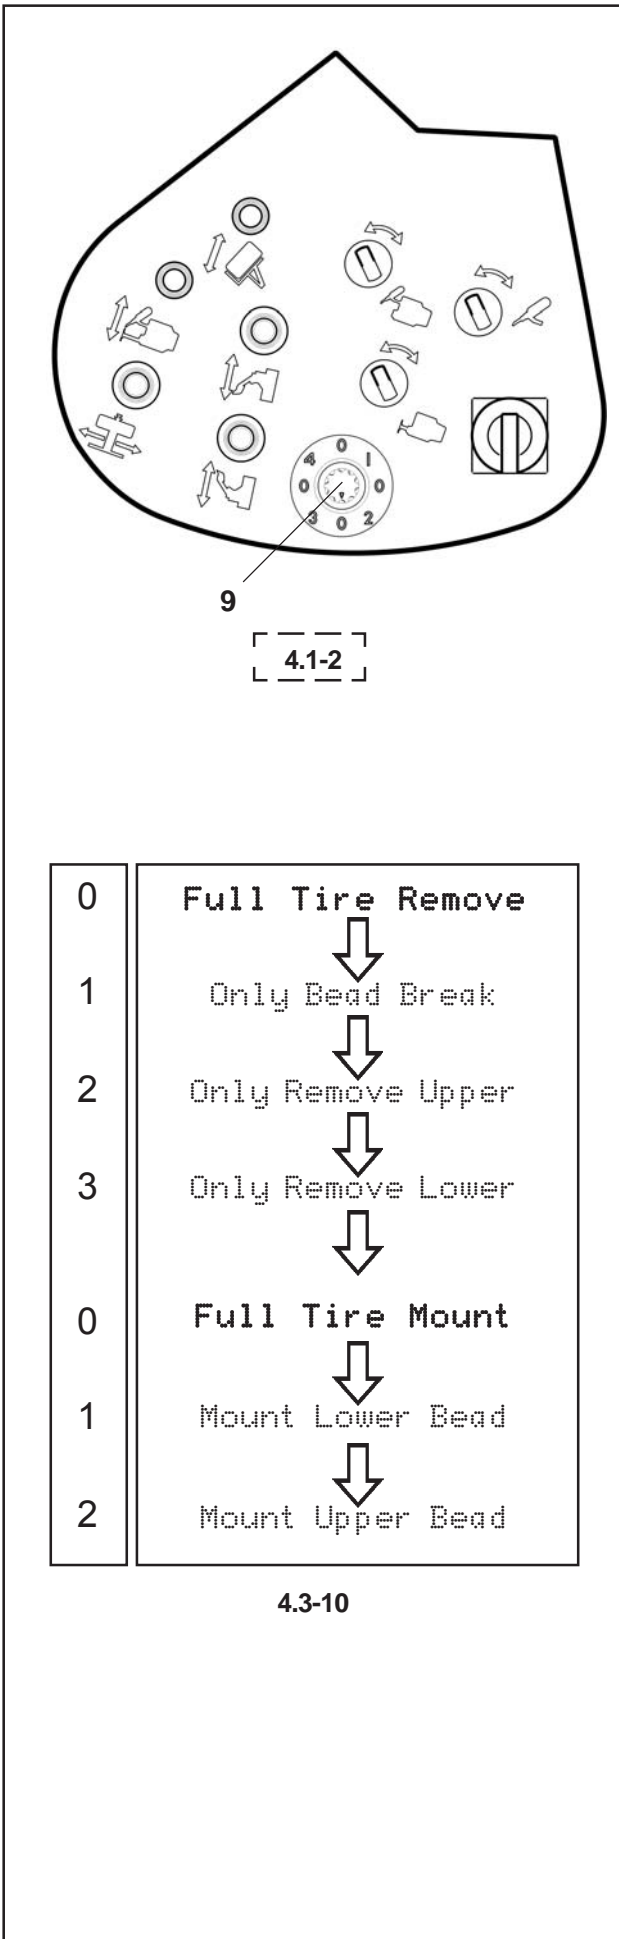 0
4 1
0 0
3 2
0
9
4.1-2
0 Full Tire Remove
1 Only Bead Break
2 Only Remove Upper
3 Only Remove Lower
0 Full Tire Mount
1 Mount Lower Bead
2 Mount Upper Bead
4.3-10